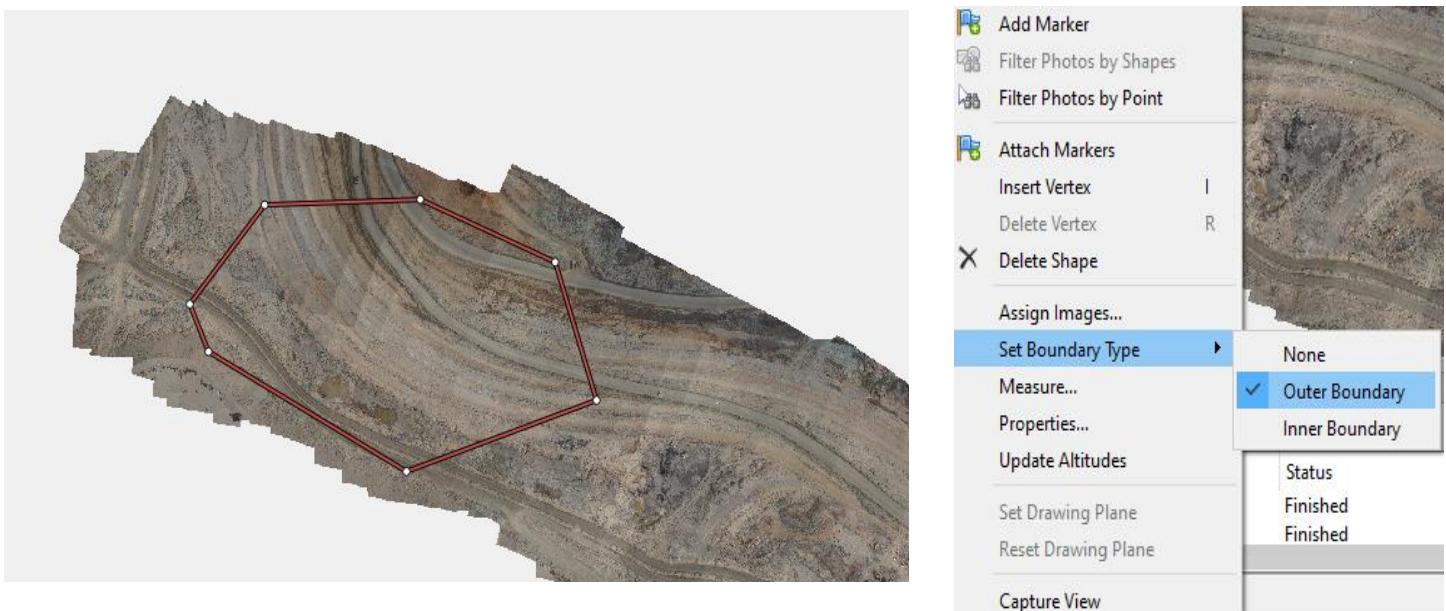 Add Marker
Filter Photos by Shapes
Filter Photos by Point
Attach Markers
Insert Vertex I
Delete Vertex R
Delete Shape
Assign Images...
Set Boundary Type
None
Measure...
Outer Boundary
Properties...
Inner Boundary
Update Altitudes
Status
Set Drawing Plane
Finished
Finished
Reset Drawing Plane
Capture View